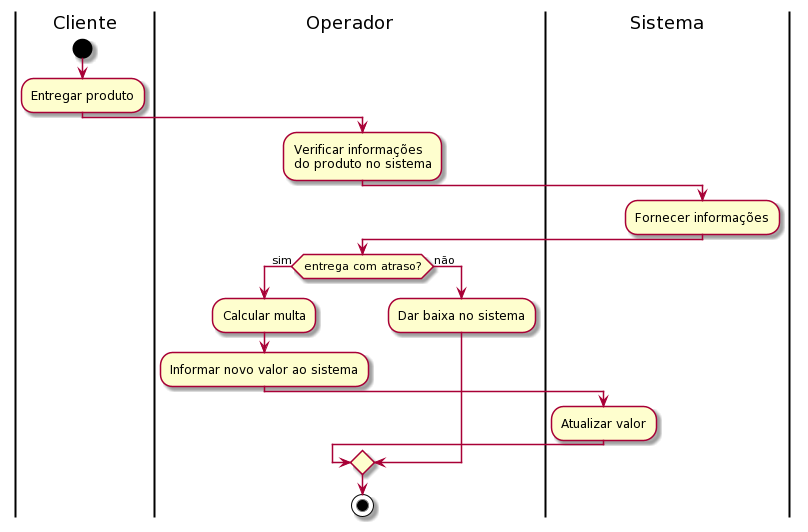 Cliente
Operador
Sistema
Entregar produto
Verificar informações
do produto no sistema
Fornecer informações
entrega com atraso?
sim
não
Calcular multa
Dar baixa no sistema
Informar novo valor ao sistema
Atualizar valor